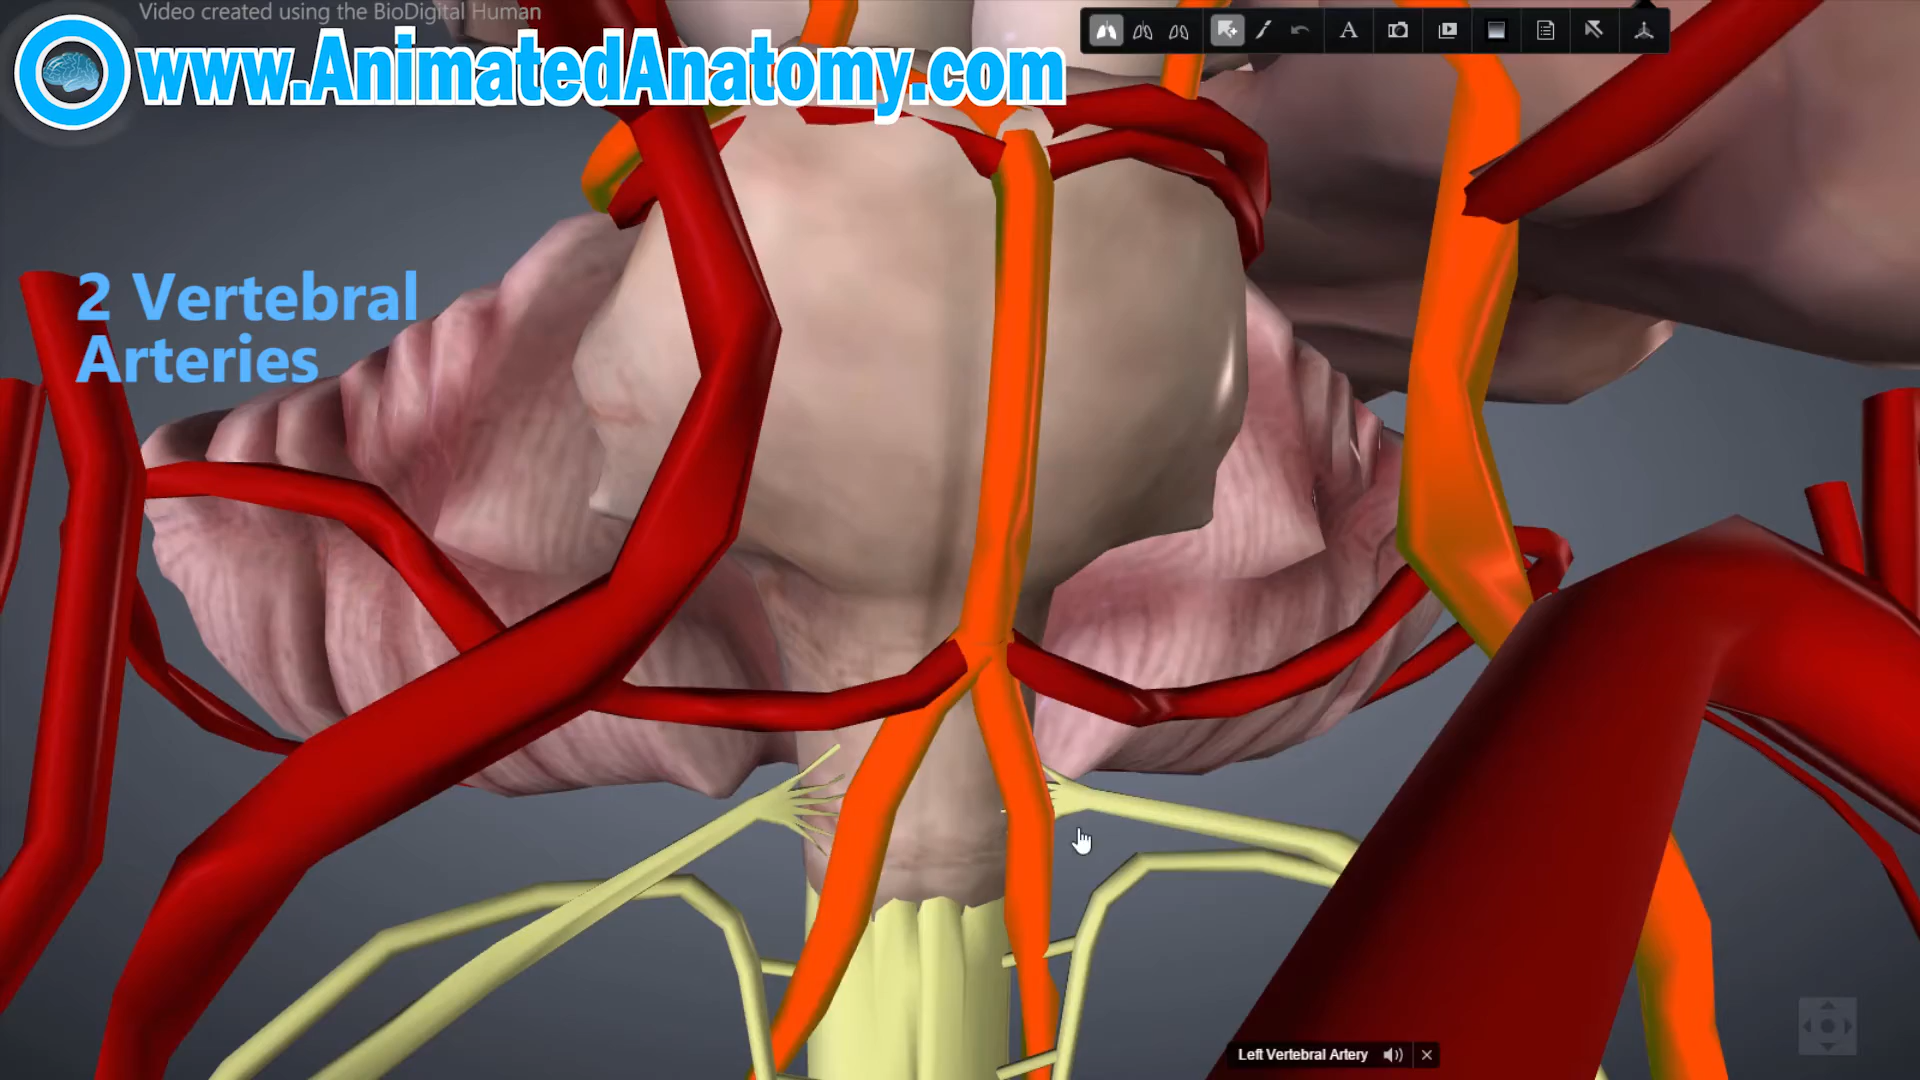 Video created using the BioDigital Human
www.AnimatedAnatomy.com
A
2 Vertebral
Arteries
Left Vertebral Artery